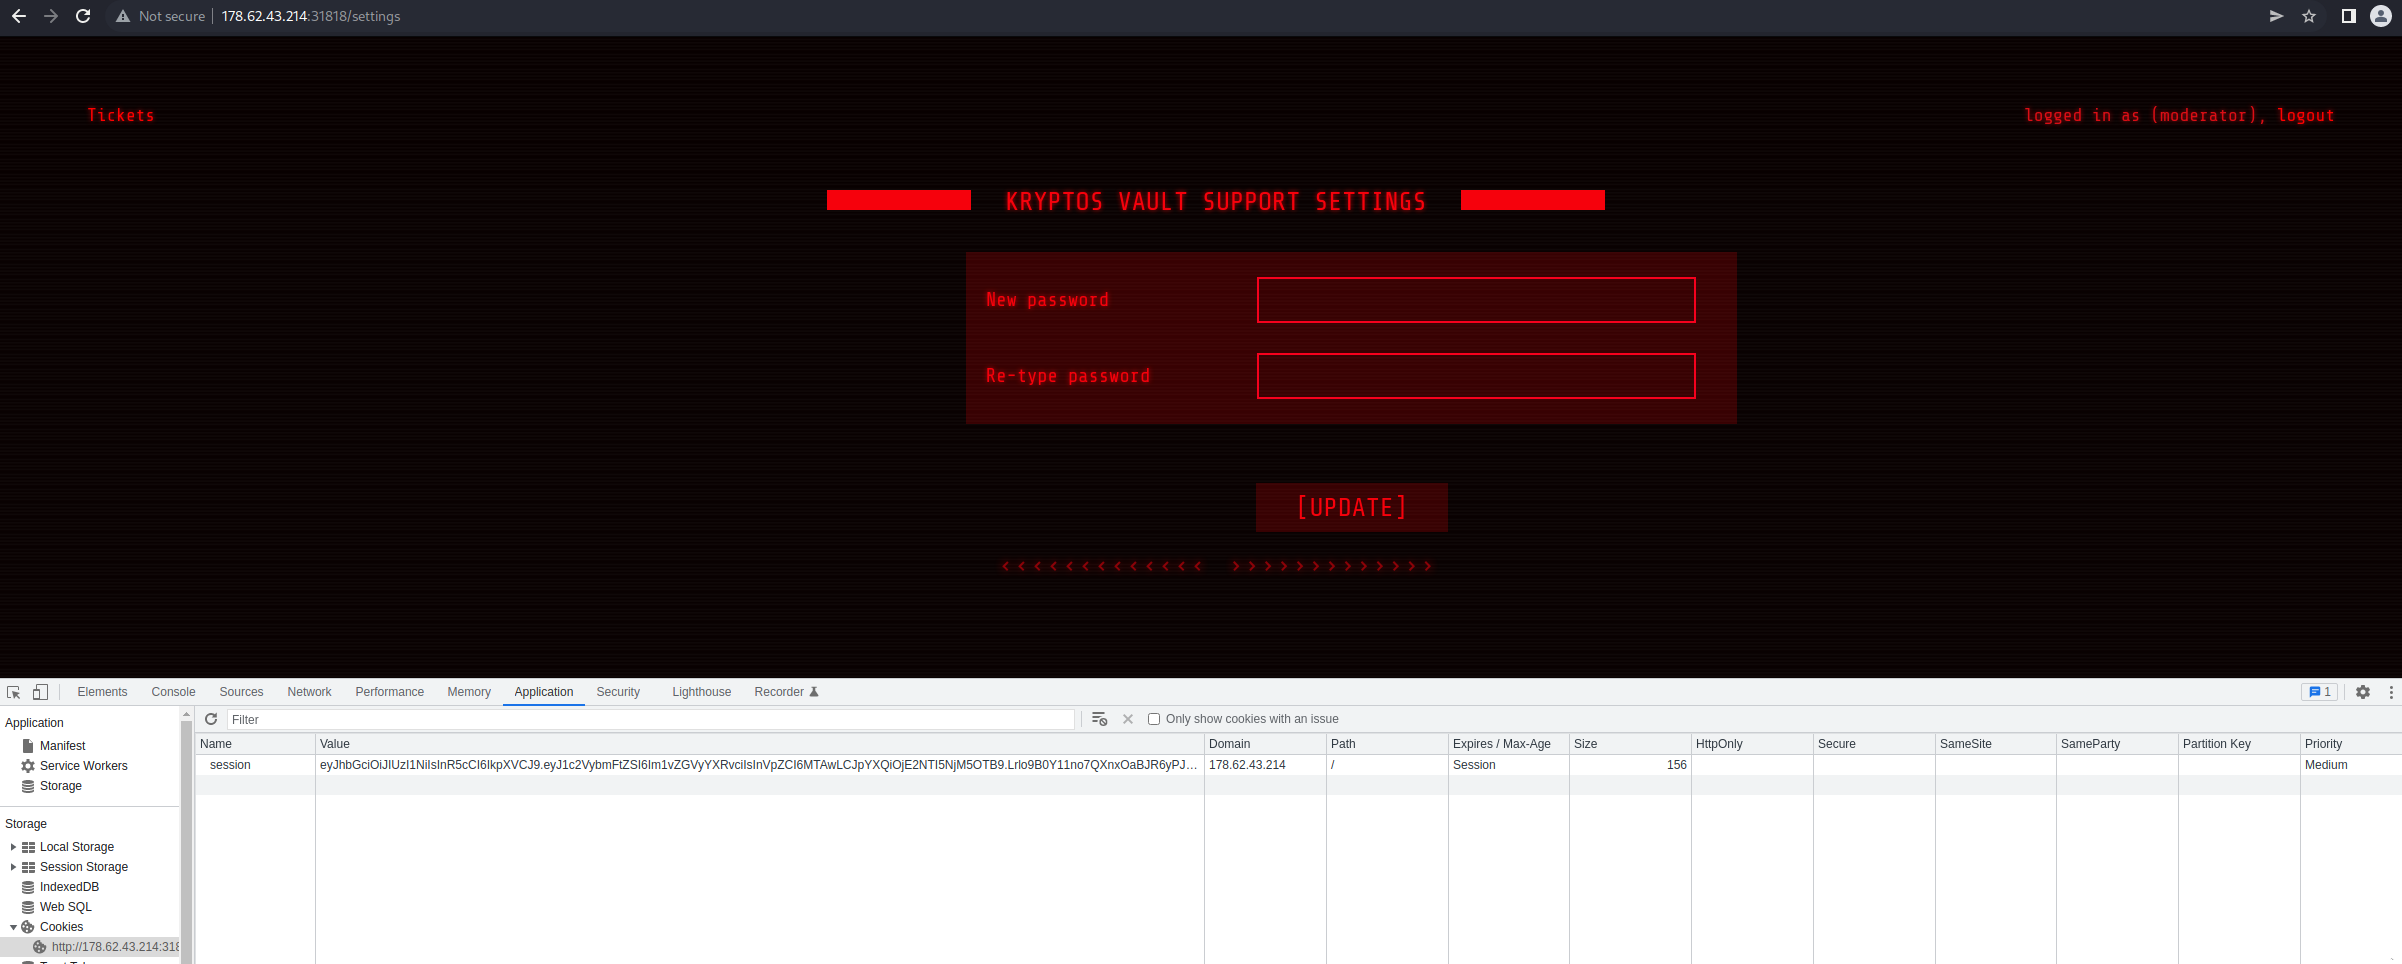 Not secure | 178.62.43.214:31818/settings
Tickets
logged in as (moderator), logout
KRYPTOS VAULT SUPPORT SETTINGS
New password
Re-type password
[UPDATE]
<<<<<<<<<<<<< >>>>>>>>>>>>>
Elements Console Sources Network Performance Memory Application Security Lighthouse Recorder 1
Application
Manifest
Service Workers
Storage
Storage
Local Storage
Session Storage
IndexedDB
Web SQL
Cookies
http://178.62.43.214:318
Filter
Only show cookies with an issue
Name Value Domain Path Expires / Max-Age Size HttpOnly Secure SameSite SameParty Partition Key Priority
session eyJhbGciOiJIUzI1NiIsInR5cCI6IkpXVCJ9.eyJ1c2VybmFtZSI6Im1vZGVyYXRvciIsInVpZCI6MTAwLCJpYXQiOjE2NTI5NjM5OTB9.Lrlo9B0Y11no7QXnxOaBJR6yPJ… 178.62.43.214 / Session 156 Medium